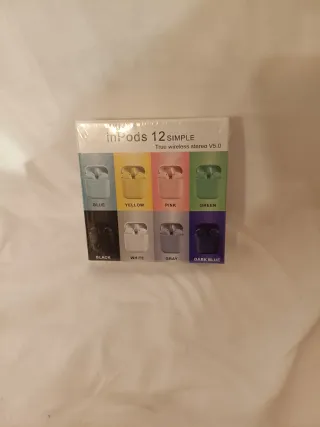 InPods 12 SIMPLE
True wireless stereo V5.0
BLUE YELLOW PINK GREEN
BLACK WHITE GRAY DARK BLUE